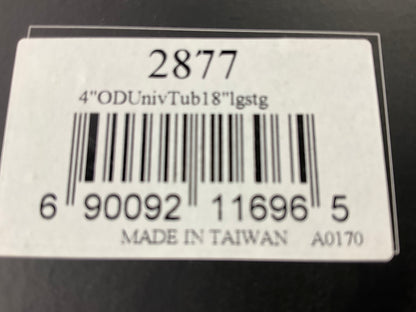 2877
4"ODUnivTub18"lgstg
6 90092 11696 5
MADE IN TAIWAN A0170